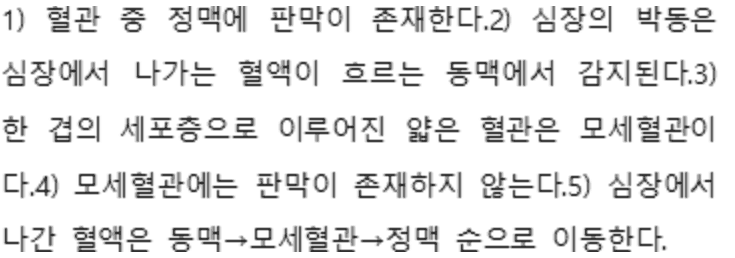 1) 혈관 중 정맥에 판막이 존재한다.2) 심장의 박동은
심장에서 나가는 혈액이 흐르는 동맥에서 감지된다.3)
한 겹의 세포층으로 이루어진 얇은 혈관은 모세혈관이
다.4) 모세혈관에는 판막이 존재하지 않는다.5) 심장에서
나간 혈액은 동맥→모세혈관→정맥 순으로 이동한다.